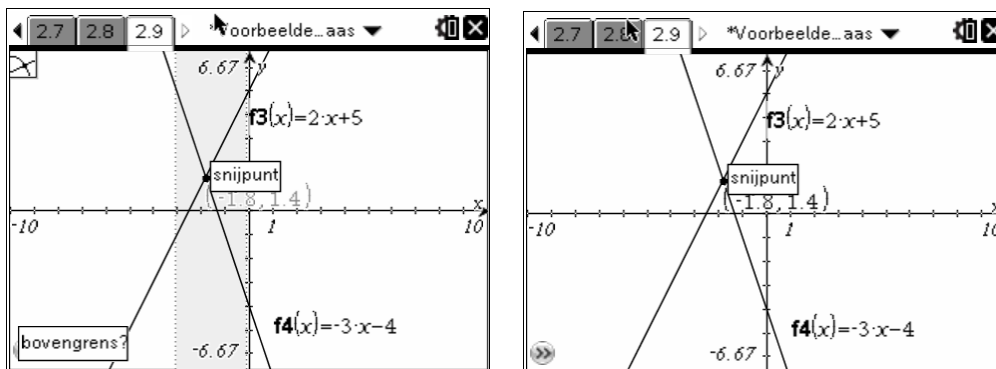 2.7 2.8 2.9 *Voorbeelde...aas
6.67 y
f3(x)=2·x+5
snijpunt
(-1.8,1.4)
x
-10 1 10
f4(x)=-3·x-4
bovengrens?
-6.67
2.7 2.8 2.9 *Voorbeelde...aas
6.67 y
f3(x)=2·x+5
snijpunt
(-1.8,1.4)
x
-10 1 10
f4(x)=-3·x-4
-6.67